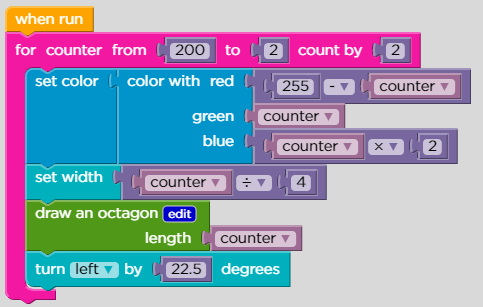 when run
for counter from 200 to 2 count by 2
set color color with red 255 - ▼ counter ▼
green counter ▼
blue counter ▼ × ▼ 2
set width counter ▼ ÷ ▼ 4
draw an octagon edit
length counter ▼
turn left ▼ by 22.5 degrees